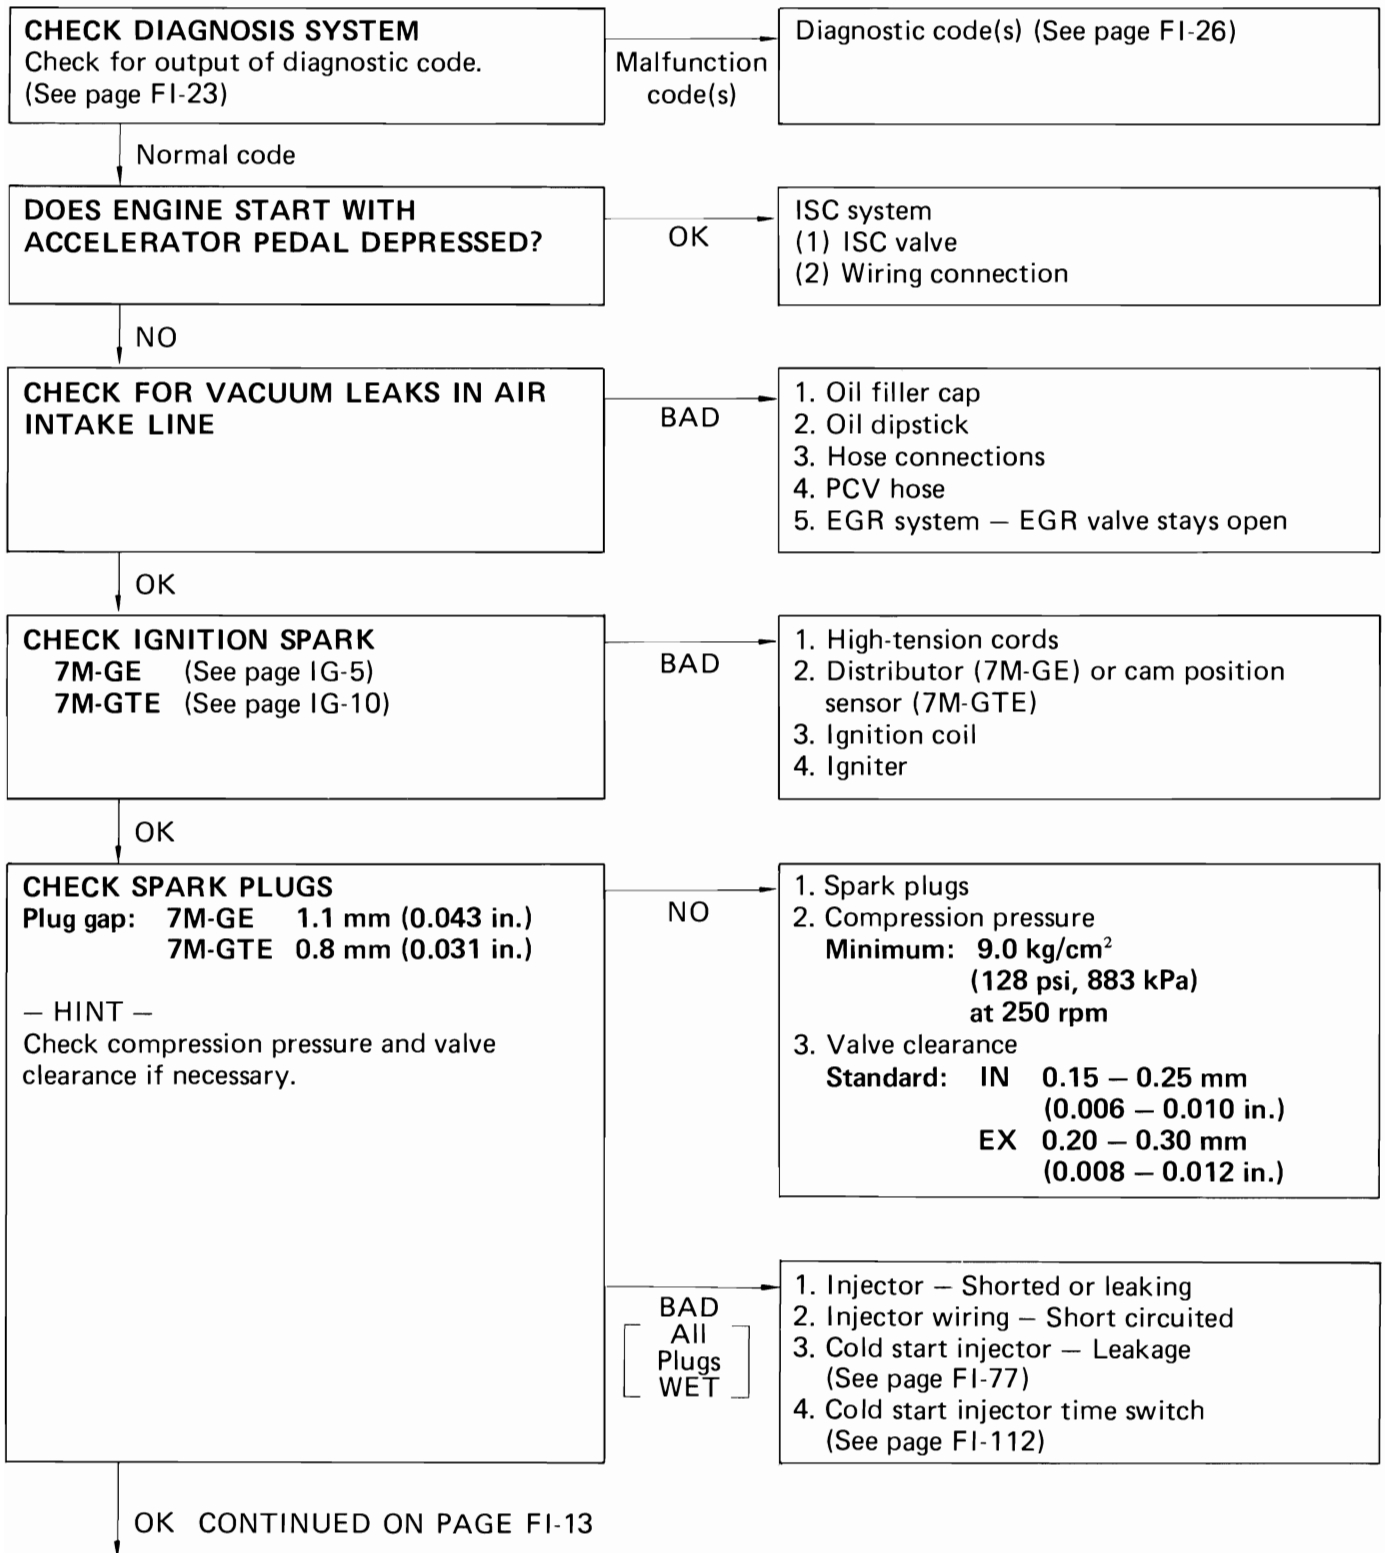 CHECK DIAGNOSIS SYSTEM
Check for output of diagnostic code.
(See page FI-23)
Malfunction
code(s)
Diagnostic code(s) (See page FI-26)
Normal code
DOES ENGINE START WITH
ACCELERATOR PEDAL DEPRESSED?
OK
ISC system
(1) ISC valve
(2) Wiring connection
NO
CHECK FOR VACUUM LEAKS IN AIR
INTAKE LINE
BAD
1. Oil filler cap
2. Oil dipstick
3. Hose connections
4. PCV hose
5. EGR system — EGR valve stays open
OK
CHECK IGNITION SPARK
7M-GE (See page IG-5)
7M-GTE (See page IG-10)
BAD
1. High-tension cords
2. Distributor (7M-GE) or cam position
sensor (7M-GTE)
3. Ignition coil
4. Igniter
OK
CHECK SPARK PLUGS
Plug gap: 7M-GE 1.1 mm (0.043 in.)
7M-GTE 0.8 mm (0.031 in.)
— HINT —
Check compression pressure and valve
clearance if necessary.
NO
1. Spark plugs
2. Compression pressure
Minimum: 9.0 kg/cm²
(128 psi, 883 kPa)
at 250 rpm
3. Valve clearance
Standard: IN 0.15 — 0.25 mm
(0.006 — 0.010 in.)
EX 0.20 — 0.30 mm
(0.008 — 0.012 in.)
BAD
All
Plugs
WET
1. Injector — Shorted or leaking
2. Injector wiring — Short circuited
3. Cold start injector — Leakage
(See page FI-77)
4. Cold start injector time switch
(See page FI-112)
OK CONTINUED ON PAGE FI-13